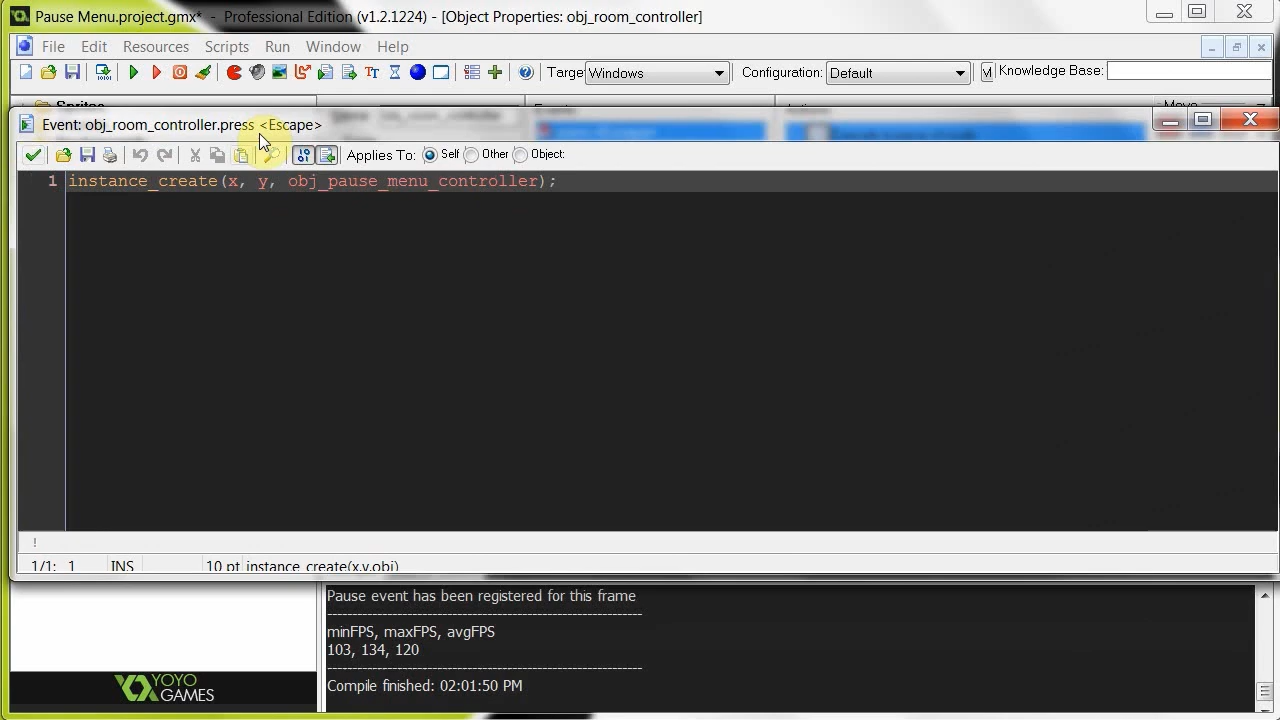 Pause Menu.project.gmx* - Professional Edition (v1.2.1224) - [Object Properties: obj_room_controller]
File Edit Resources Scripts Run Window Help
Targe Windows Configuration: Default Knowledge Base:
Sprites
Event: obj_room_controller.press <Escape>
Applies To: Self Other Object:
1 instance_create(x, y, obj_pause_menu_controller);
!
1/1: 1 INS 10 pt instance_create(x,y,obj)
Pause event has been registered for this frame
----------------------------------------------------------------
minFPS, maxFPS, avgFPS
103, 134, 120
----------------------------------------------------------------
Compile finished: 02:01:50 PM
YOYO
GAMES